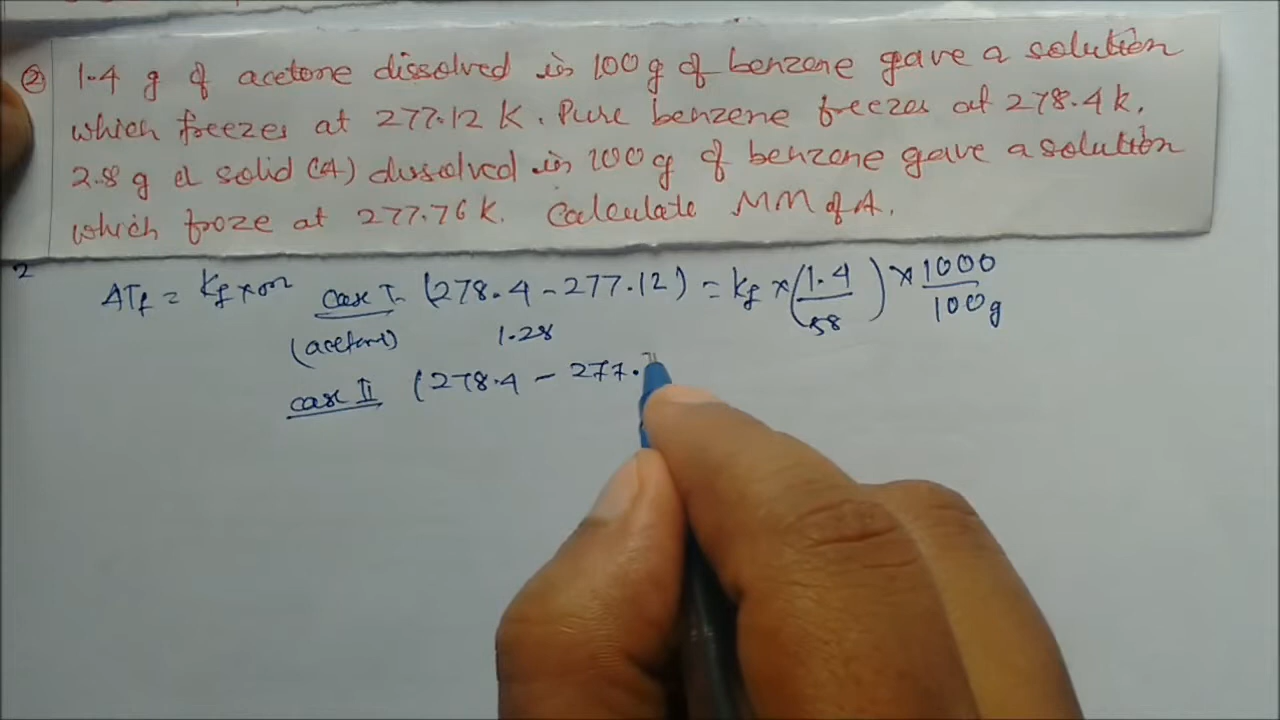 ② 1.4 g of acetone dissolved in 100 g of benzene gave a solution
which freezes at 277.12 K. Pure benzene freezes at 278.4 K.
2.8 g of solid (A) dissolved in 100 g of benzene gave a solution
which froze at 277.76 K. Calculate MM of A.
2
ΔTf = Kf × m Case I (278.4 - 277.12) = Kf × (1.4/58) × 1000/100g
(acetone) 1.28
case II (278.4 - 277.7